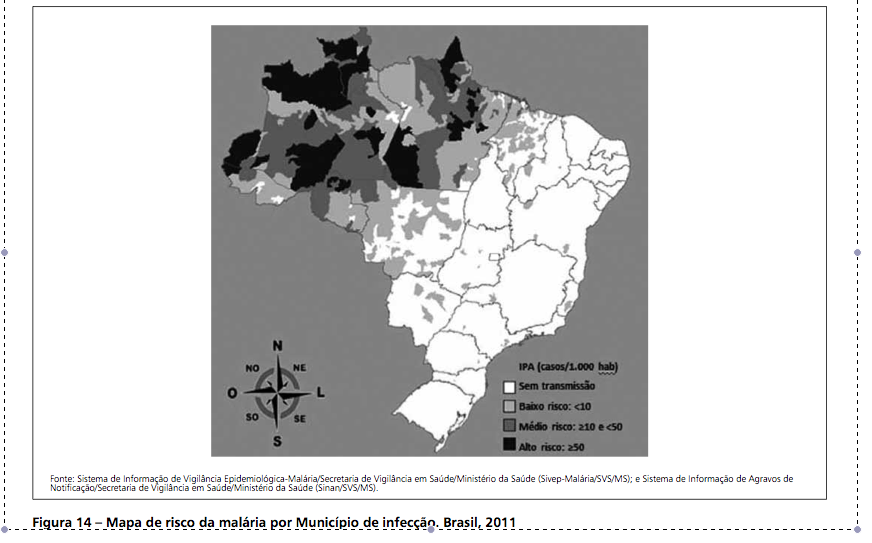 N
NO NE
O L
SO SE
S
IPA (casos/1.000 hab)
Sem transmissão
Baixo risco: <10
Médio risco: ≥10 e <50
Alto risco: ≥50
Fonte: Sistema de Informação de Vigilância Epidemiológica-Malária/Secretaria de Vigilância em Saúde/Ministério da Saúde (Sivep-Malária/SVS/MS); e Sistema de Informação de Agravos de
Notificação/Secretaria de Vigilância em Saúde/Ministério da Saúde (Sinan/SVS/MS).
Figura 14 – Mapa de risco da malária por Município de infecção. Brasil, 2011